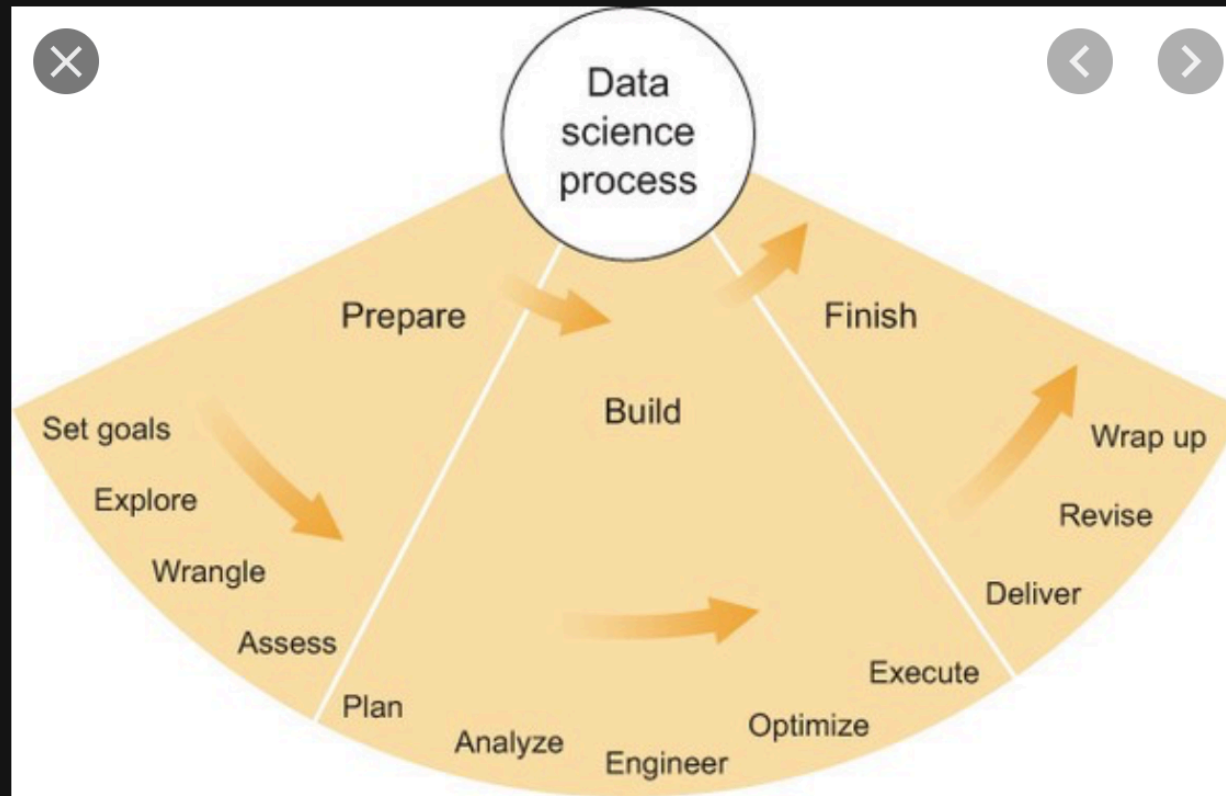 Data
science
process
Prepare
Set goals
Explore
Wrangle
Assess
Build
Plan
Analyze
Engineer
Optimize
Execute
Finish
Deliver
Revise
Wrap up